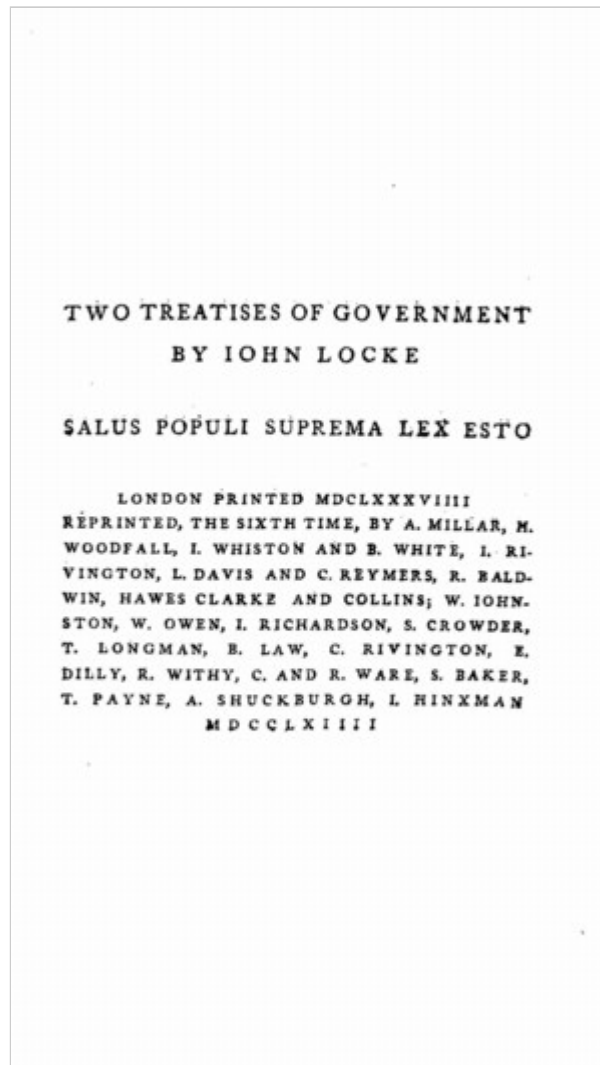 TWO TREATISES OF GOVERNMENT
BY IOHN LOCKE
SALUS POPULI SUPREMA LEX ESTO
LONDON PRINTED MDCLXXXVIIII
REPRINTED, THE SIXTH TIME, BY A. MILLAR, H.
WOODFALL, I. WHISTON AND B. WHITE, I. RI-
VINGTON, L. DAVIS AND C. REYMERS, R. BALD-
WIN, HAWES CLARKE AND COLLINS; W. IOHN-
STON, W. OWEN, I. RICHARDSON, S. CROWDER,
T. LONGMAN, B. LAW, C. RIVINGTON, E.
DILLY, R. WITHY, C. AND R. WARE, S. BAKER,
T. PAYNE, A. SHUCKBURGH, I. HINXMAN
MDCCLXIIII